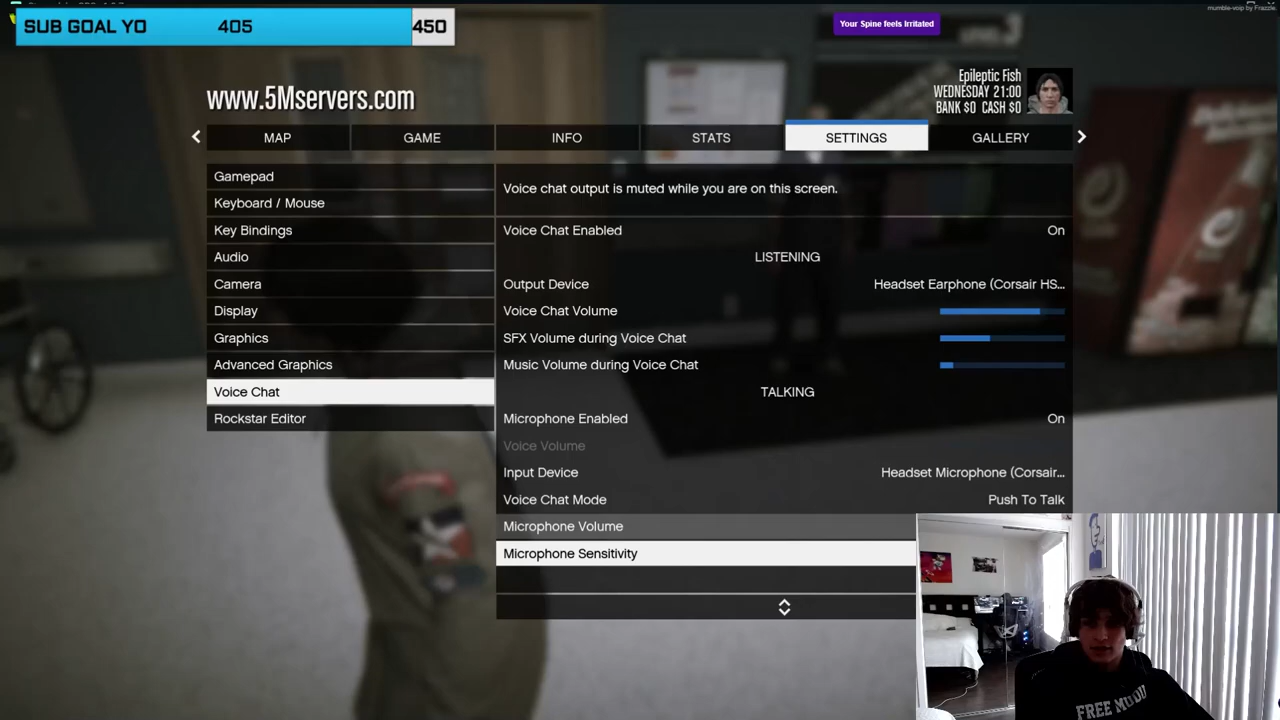 mumble-voip by Frazzle
SUB GOAL YO 405 450
Your Spine feels Irritated
www.5Mservers.com
Epileptic Fish
WEDNESDAY 21:00
BANK $0 CASH $0
MAP GAME INFO STATS SETTINGS GALLERY
Gamepad
Keyboard / Mouse
Key Bindings
Audio
Camera
Display
Graphics
Advanced Graphics
Voice Chat
Rockstar Editor
Voice chat output is muted while you are on this screen.
Voice Chat Enabled On
LISTENING
Output Device Headset Earphone (Corsair HS...
Voice Chat Volume
SFX Volume during Voice Chat
Music Volume during Voice Chat
TALKING
Microphone Enabled On
Voice Volume
Input Device Headset Microphone (Corsair...
Voice Chat Mode Push To Talk
Microphone Volume
Microphone Sensitivity
FREE